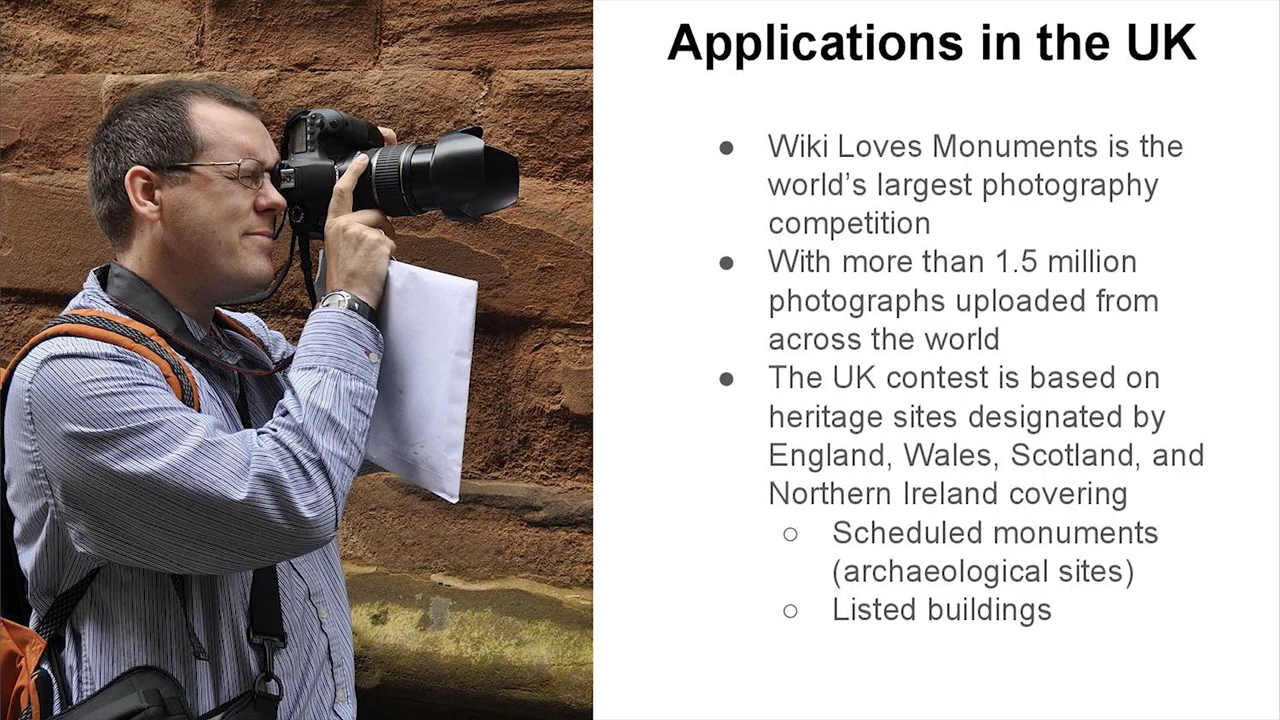 Applications in the UK
● Wiki Loves Monuments is the
world’s largest photography
competition
● With more than 1.5 million
photographs uploaded from
across the world
● The UK contest is based on
heritage sites designated by
England, Wales, Scotland, and
Northern Ireland covering
○ Scheduled monuments
(archaeological sites)
○ Listed buildings